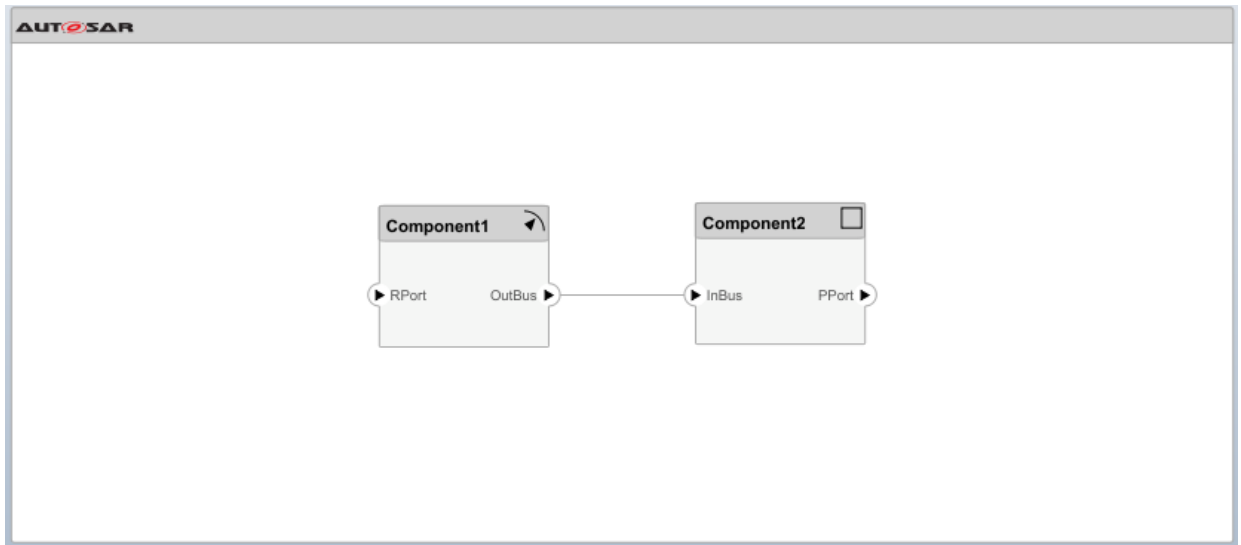 AUTOSAR
Component1
Component2
RPort
OutBus
InBus
PPort